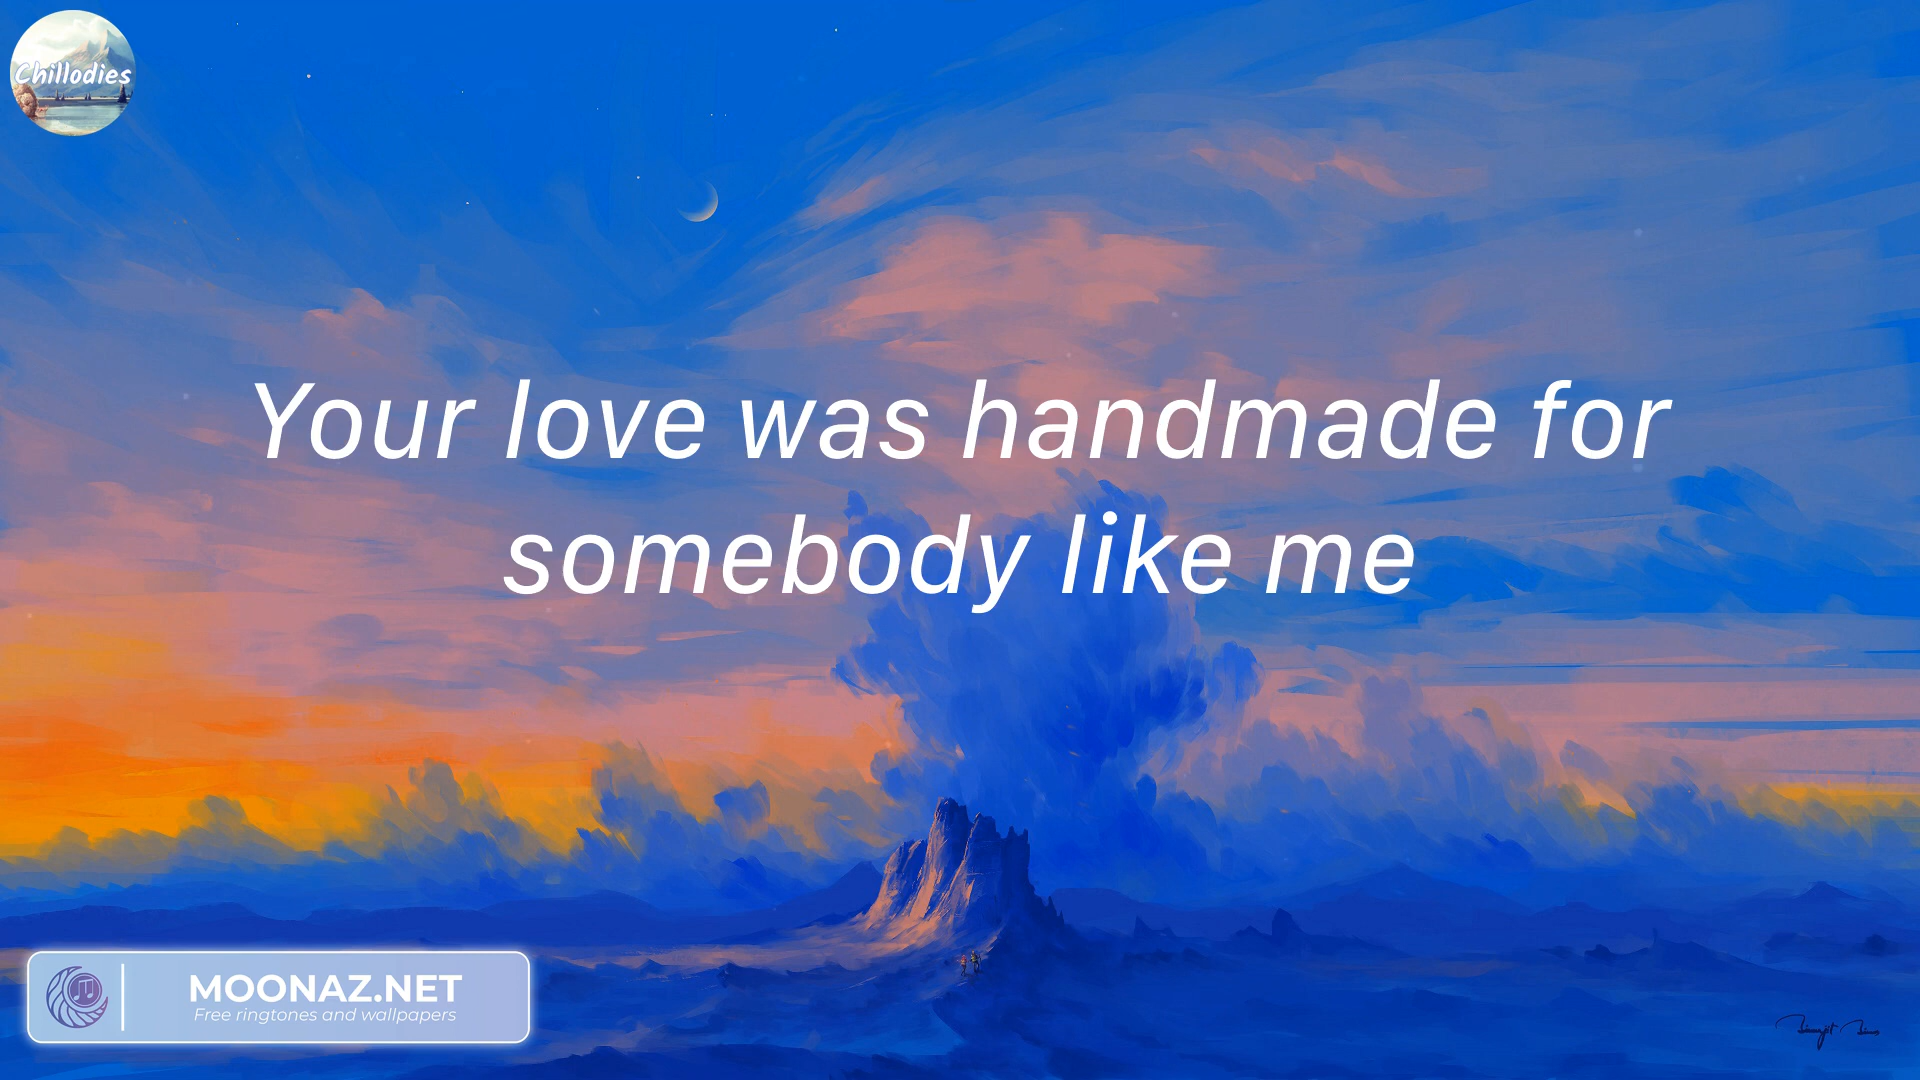 Chillodies
Your love was handmade for
somebody like me
MOONAZ.NET
Free ringtones and wallpapers